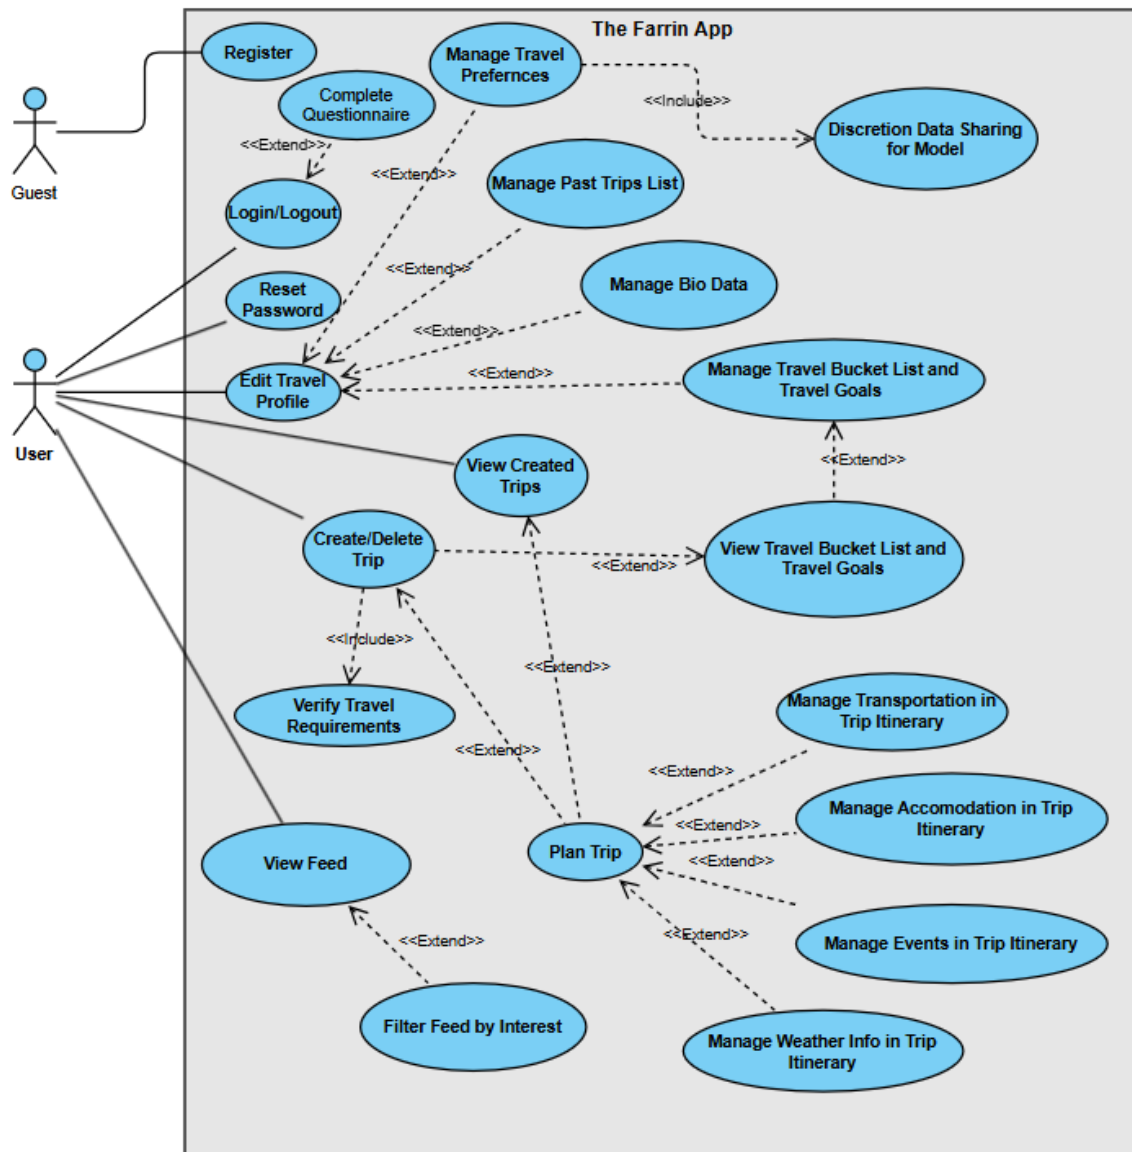 The Farrin App
Register
Manage Travel
Prefernces
Complete
Questionnaire
<<Include>>
Discretion Data Sharing
for Model
Guest
<<Extend>>
<<Extend>>
Manage Past Trips List
Login/Logout
<<Extend>>
Reset
Password
Manage Bio Data
<<Extend>>
Edit Travel
Profile
<<Extend>>
Manage Travel Bucket List and
Travel Goals
User
View Created
Trips
<<Extend>>
Create/Delete
Trip
<<Extend>>
View Travel Bucket List and
Travel Goals
<<Include>>
<<Extend>>
Verify Travel
Requirements
<<Extend>>
Manage Transportation in
Trip Itinerary
<<Extend>>
Manage Accomodation in Trip
Itinerary
<<Extend>>
View Feed
Plan Trip
<<Extend>>
Manage Events in Trip Itinerary
<<Extend>>
<<Extend>>
Filter Feed by Interest
Manage Weather Info in Trip
Itinerary